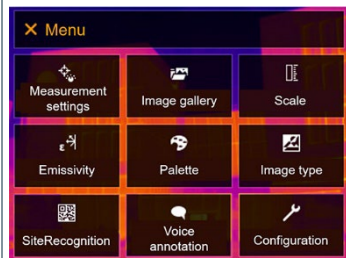 Menu
Measurement
settings
Image gallery
Scale
ε
Emissivity
Palette
Image type
SiteRecognition
Voice
annotation
Configuration